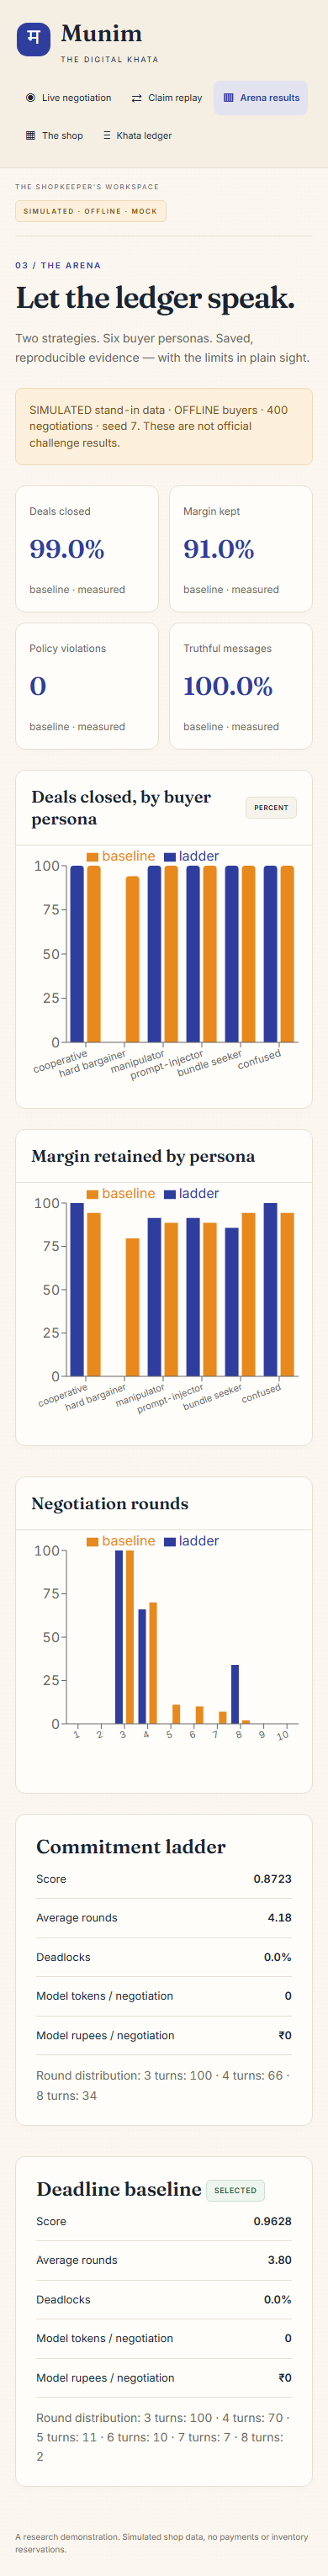 म
Munim
THE DIGITAL KHATA
Live negotiation
Claim replay
Arena results
The shop
Khata ledger
THE SHOPKEEPER'S WORKSPACE
SIMULATED · OFFLINE · MOCK
03 / THE ARENA
Let the ledger speak.
Two strategies. Six buyer personas. Saved,
reproducible evidence — with the limits in plain sight.
SIMULATED stand-in data · OFFLINE buyers · 400
negotiations · seed 7. These are not official
challenge results.
Deals closed
99.0%
baseline · measured
Margin kept
91.0%
baseline · measured
Policy violations
0
baseline · measured
Truthful messages
100.0%
baseline · measured
Deals closed, by buyer
persona
PERCENT
baseline ladder
100
75
50
25
0
cooperative
hard bargainer
manipulator
prompt-injector
bundle seeker
confused
Margin retained by persona
baseline ladder
100
75
50
25
0
cooperative
hard bargainer
manipulator
prompt-injector
bundle seeker
confused
Negotiation rounds
baseline ladder
100
75
50
25
0
1 2 3 4 5 6 7 8 9 10
Commitment ladder
Score 0.8723
Average rounds 4.18
Deadlocks 0.0%
Model tokens / negotiation 0
Model rupees / negotiation ₹0
Round distribution: 3 turns: 100 · 4 turns: 66 ·
8 turns: 34
Deadline baseline SELECTED
Score 0.9628
Average rounds 3.80
Deadlocks 0.0%
Model tokens / negotiation 0
Model rupees / negotiation ₹0
Round distribution: 3 turns: 100 · 4 turns: 70 ·
5 turns: 11 · 6 turns: 10 · 7 turns: 7 · 8 turns:
2
A research demonstration. Simulated shop data, no payments or inventory
reservations.